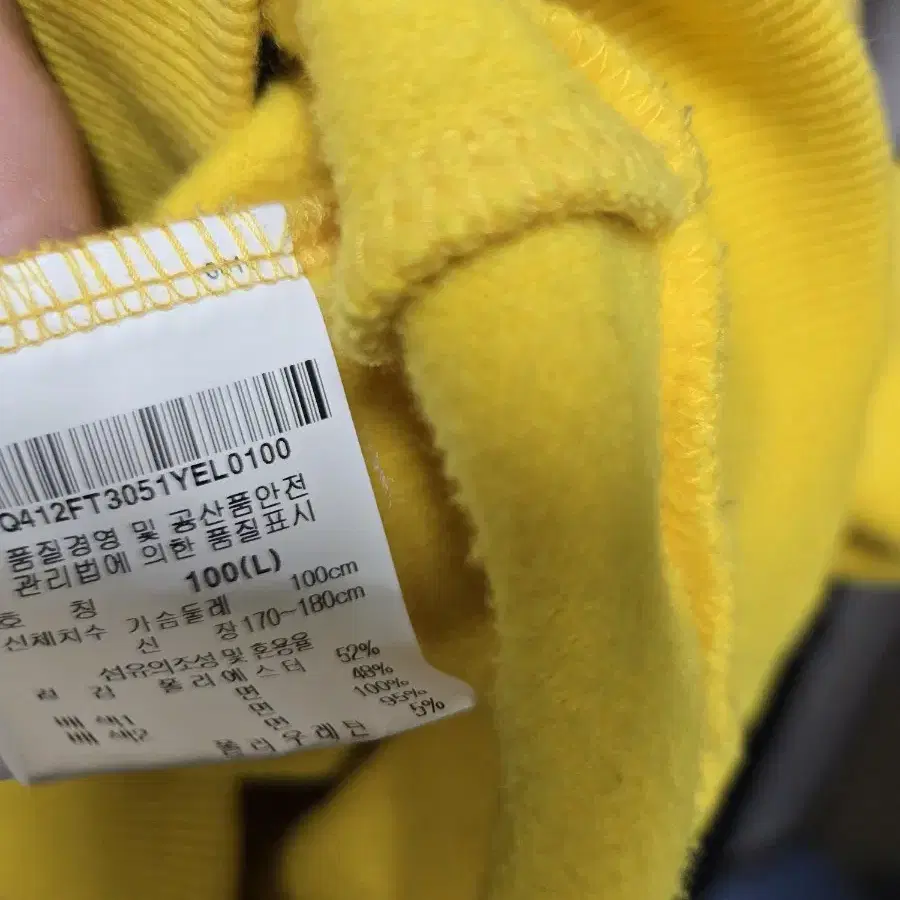 Q412FT3051YEL0100
품질경영 및 공산품안전
관리법에 의한 품질표시
호 칭 100(L)
신체치수 가슴둘레 100cm
신 장 170~180cm
섬유의조성및혼용율
겉 감 폴리에스터 52%
면 48%
배 색1 면 100%
배 색2 면 95%
폴리우레탄 5%